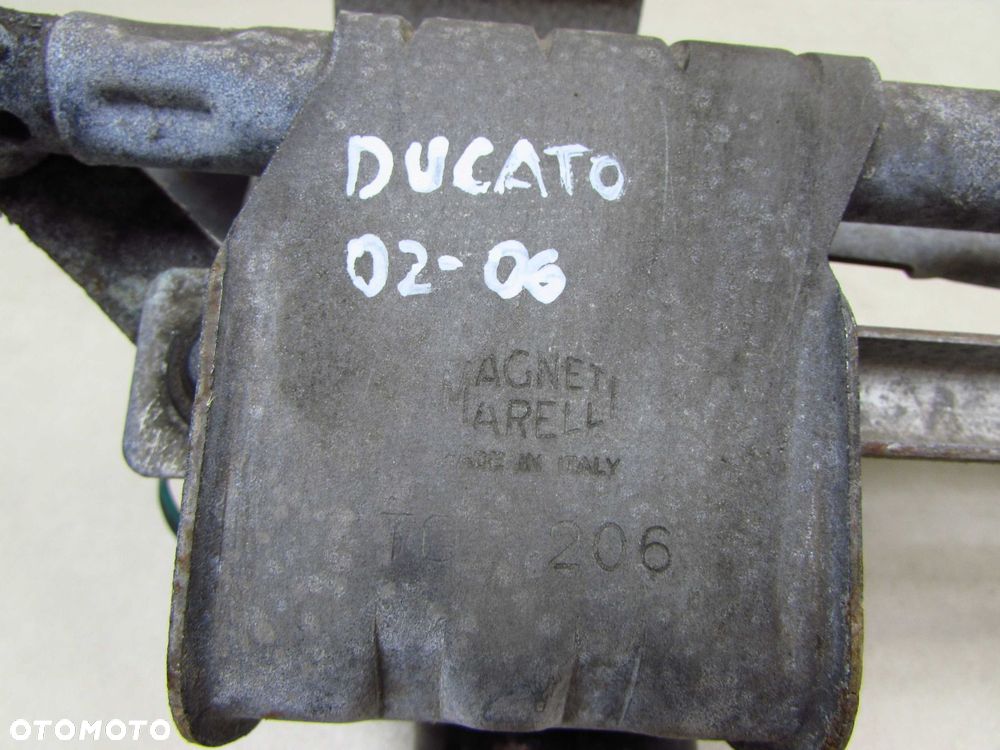 DUCATO
02-06
MAGNETI
MARELLI
MADE IN ITALY
206
OTOMOTO